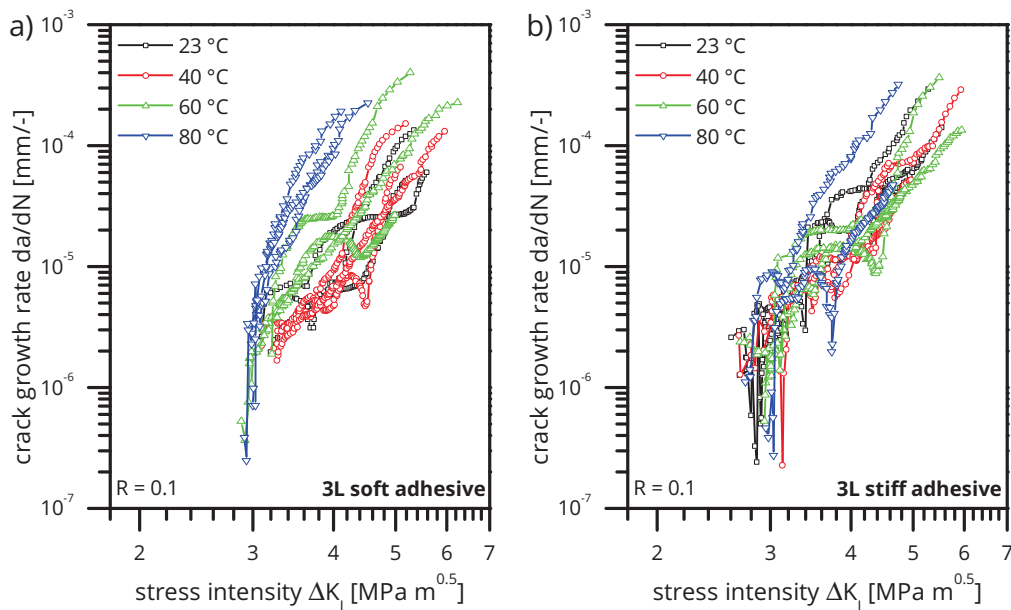 a)
crack growth rate da/dN [mm/-]
10⁻³
10⁻⁴
10⁻⁵
10⁻⁶
10⁻⁷
23 °C
40 °C
60 °C
80 °C
R = 0.1
3L soft adhesive
2 3 4 5 6 7
stress intensity ΔK_I [MPa m^0.5]
b)
crack growth rate da/dN [mm/-]
10⁻³
10⁻⁴
10⁻⁵
10⁻⁶
10⁻⁷
23 °C
40 °C
60 °C
80 °C
R = 0.1
3L stiff adhesive
2 3 4 5 6 7
stress intensity ΔK_I [MPa m^0.5]